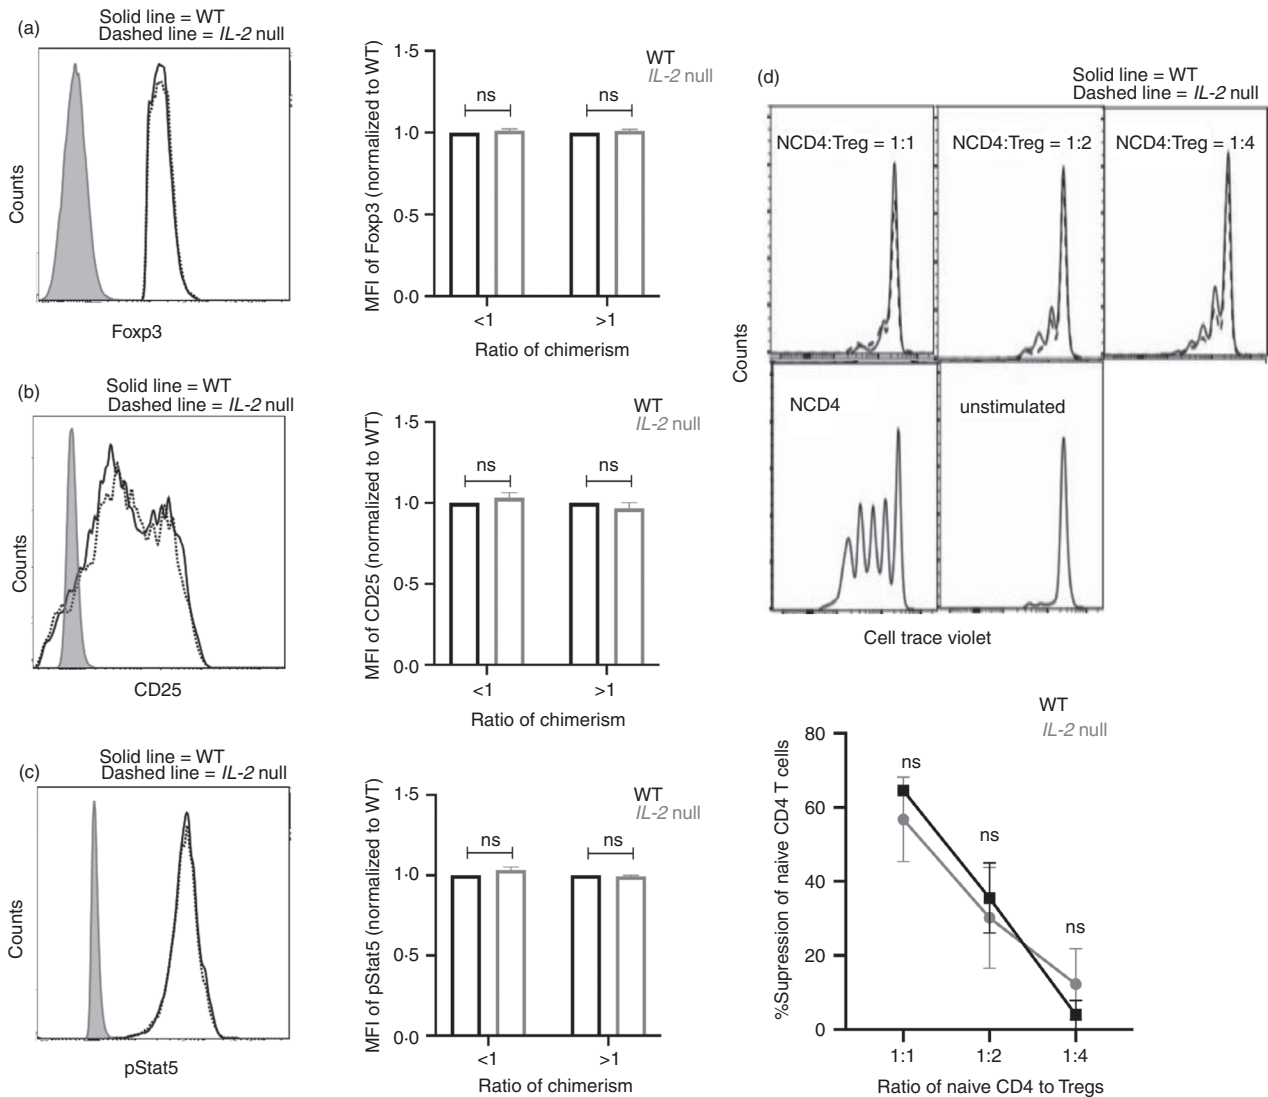 (a)
Solid line = WT
Dashed line = IL-2 null
Counts
Foxp3
MFI of Foxp3 (normalized to WT)
1·5
1·0
0·5
0·0
WT
IL-2 null
ns
ns
<1
>1
Ratio of chimerism
(b)
Solid line = WT
Dashed line = IL-2 null
Counts
CD25
MFI of CD25 (normalized to WT)
1·5
1·0
0·5
0·0
WT
IL-2 null
ns
ns
<1
>1
Ratio of chimerism
(c)
Solid line = WT
Dashed line = IL-2 null
Counts
pStat5
MFI of pStat5 (normalized to WT)
1·5
1·0
0·5
0·0
WT
IL-2 null
ns
ns
<1
>1
Ratio of chimerism
(d)
Solid line = WT
Dashed line = IL-2 null
NCD4:Treg = 1:1
NCD4:Treg = 1:2
NCD4:Treg = 1:4
Counts
NCD4
unstimulated
Cell trace violet
WT
IL-2 null
%Supression of naive CD4 T cells
80
60
40
20
0
ns
ns
ns
1:1
1:2
1:4
Ratio of naive CD4 to Tregs